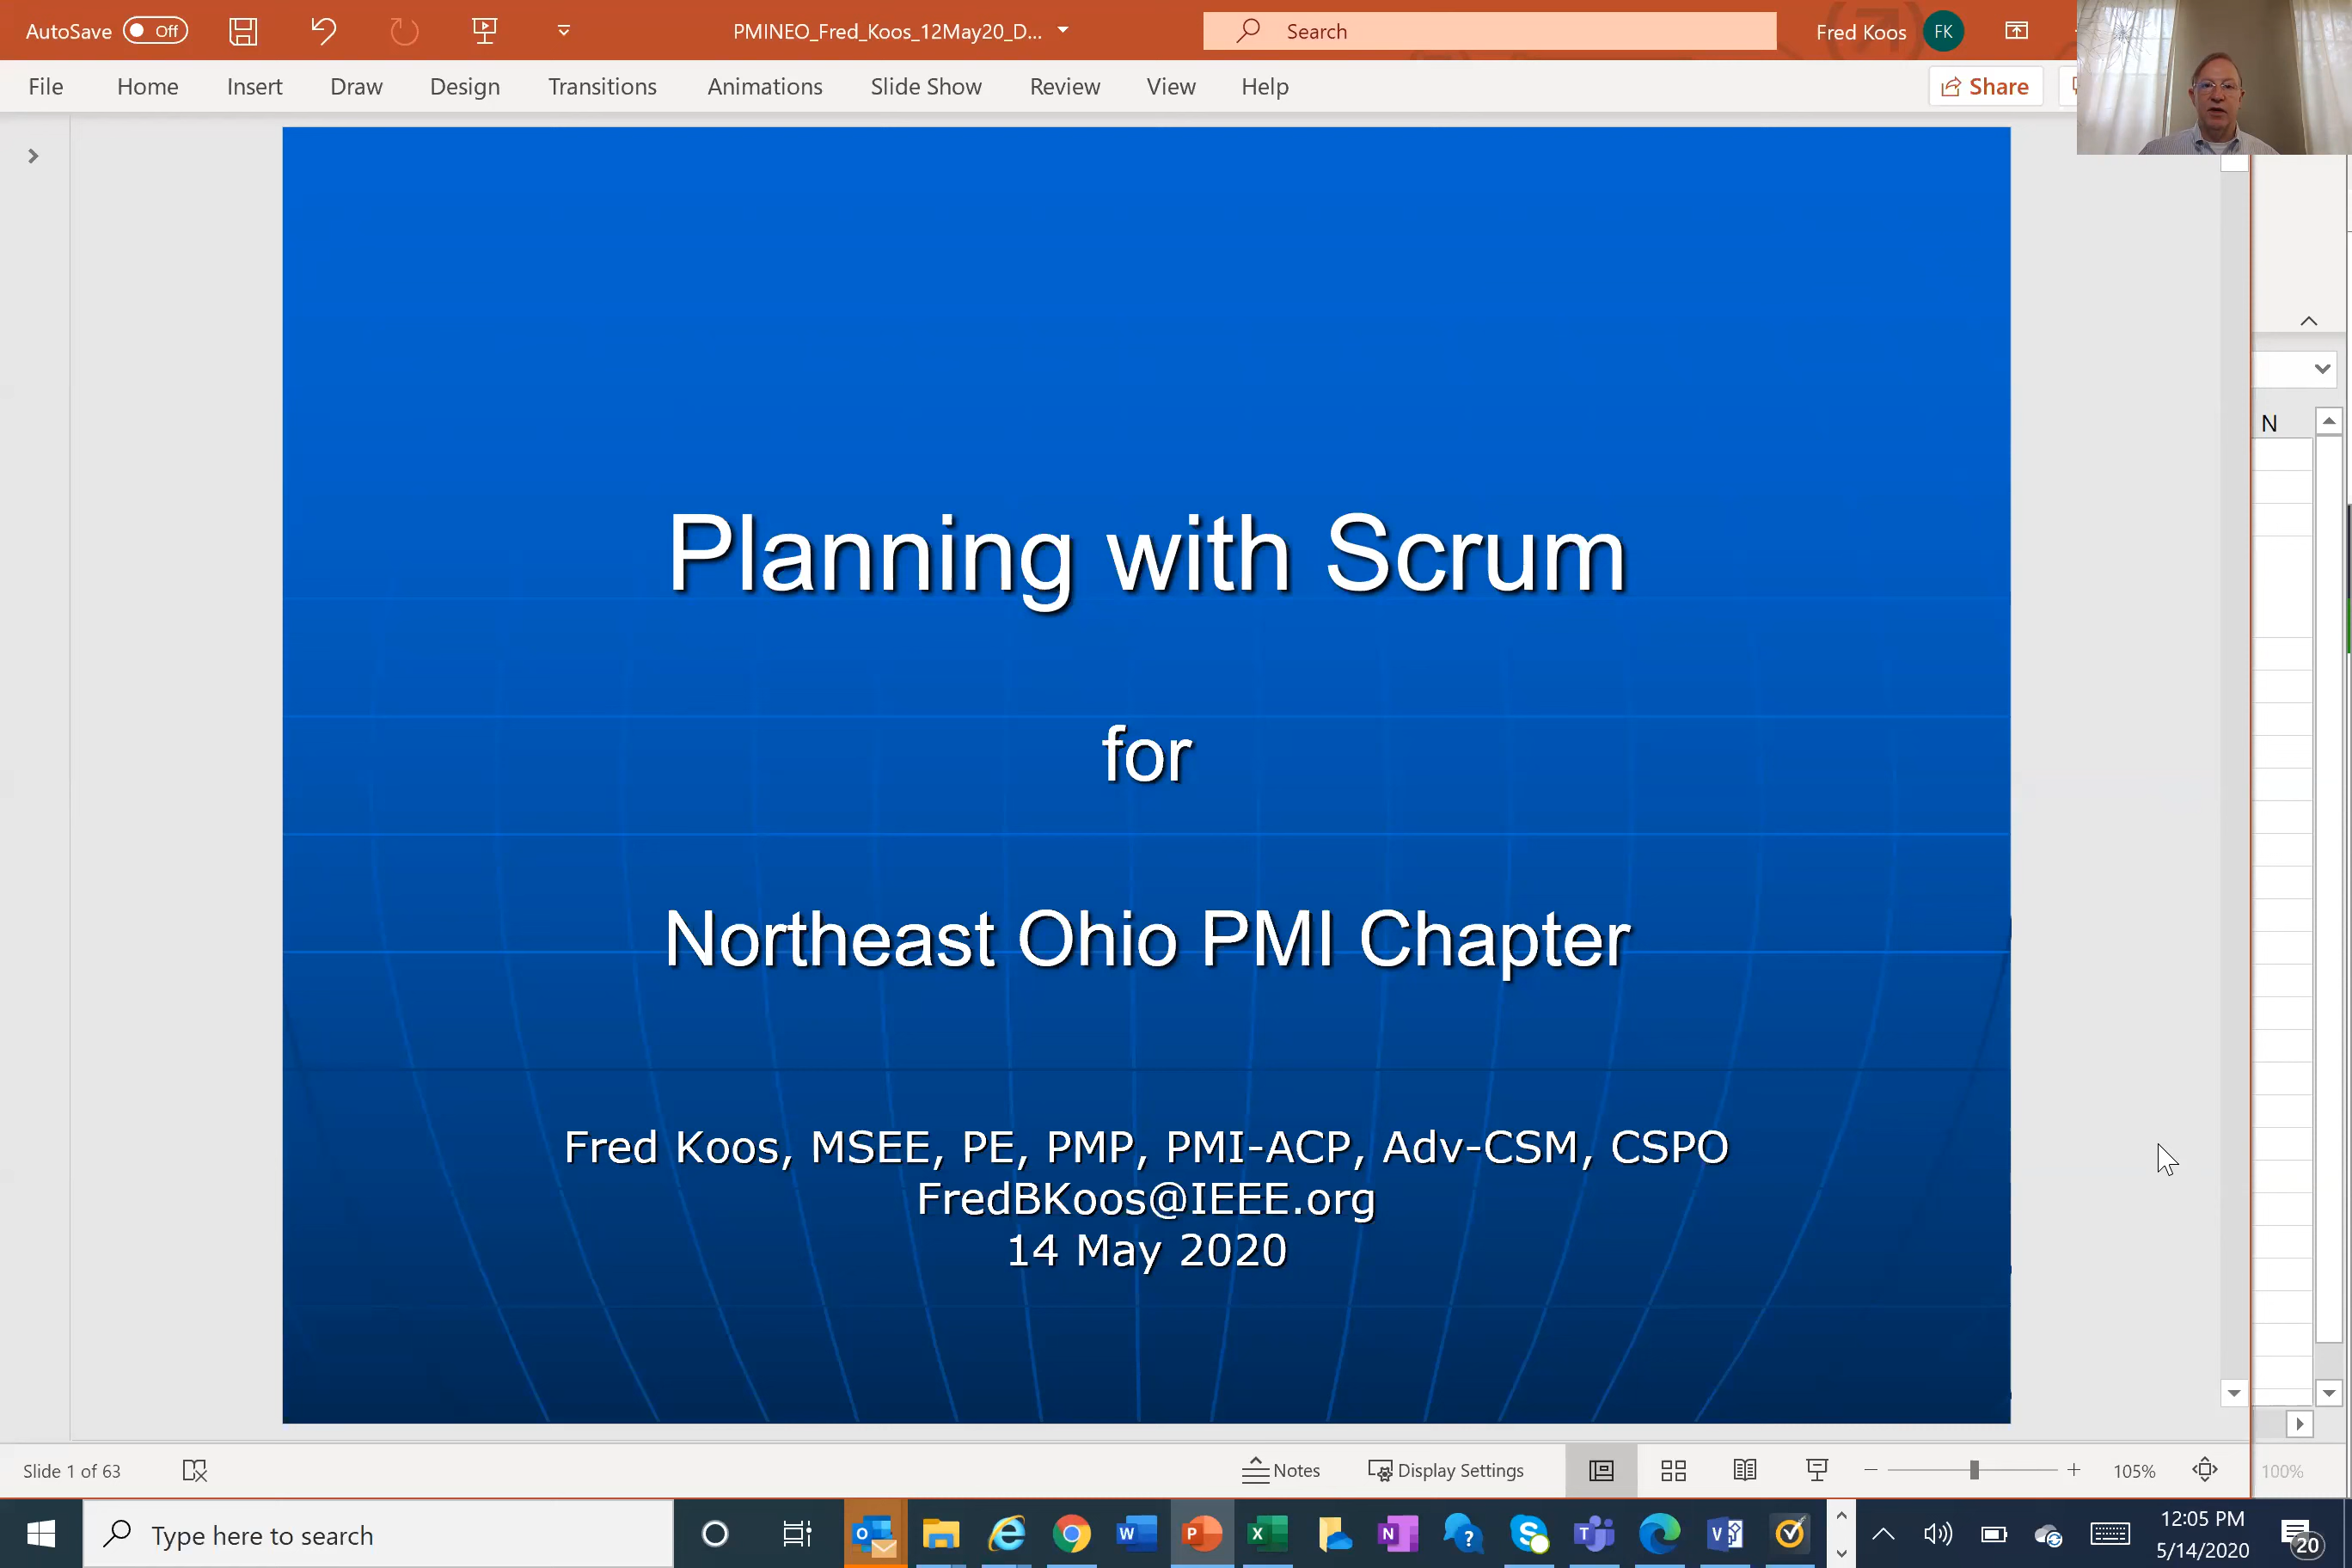 AutoSave Off PMINEO_Fred_Koos_12May20_D... Search Fred Koos FK
File Home Insert Draw Design Transitions Animations Slide Show Review View Help Share
N
Planning with Scrum
for
Northeast Ohio PMI Chapter
Fred Koos, MSEE, PE, PMP, PMI-ACP, Adv-CSM, CSPO
FredBKoos@IEEE.org
14 May 2020
Slide 1 of 63 Notes Display Settings 105% 100%
Type here to search
12:05 PM
5/14/2020
20